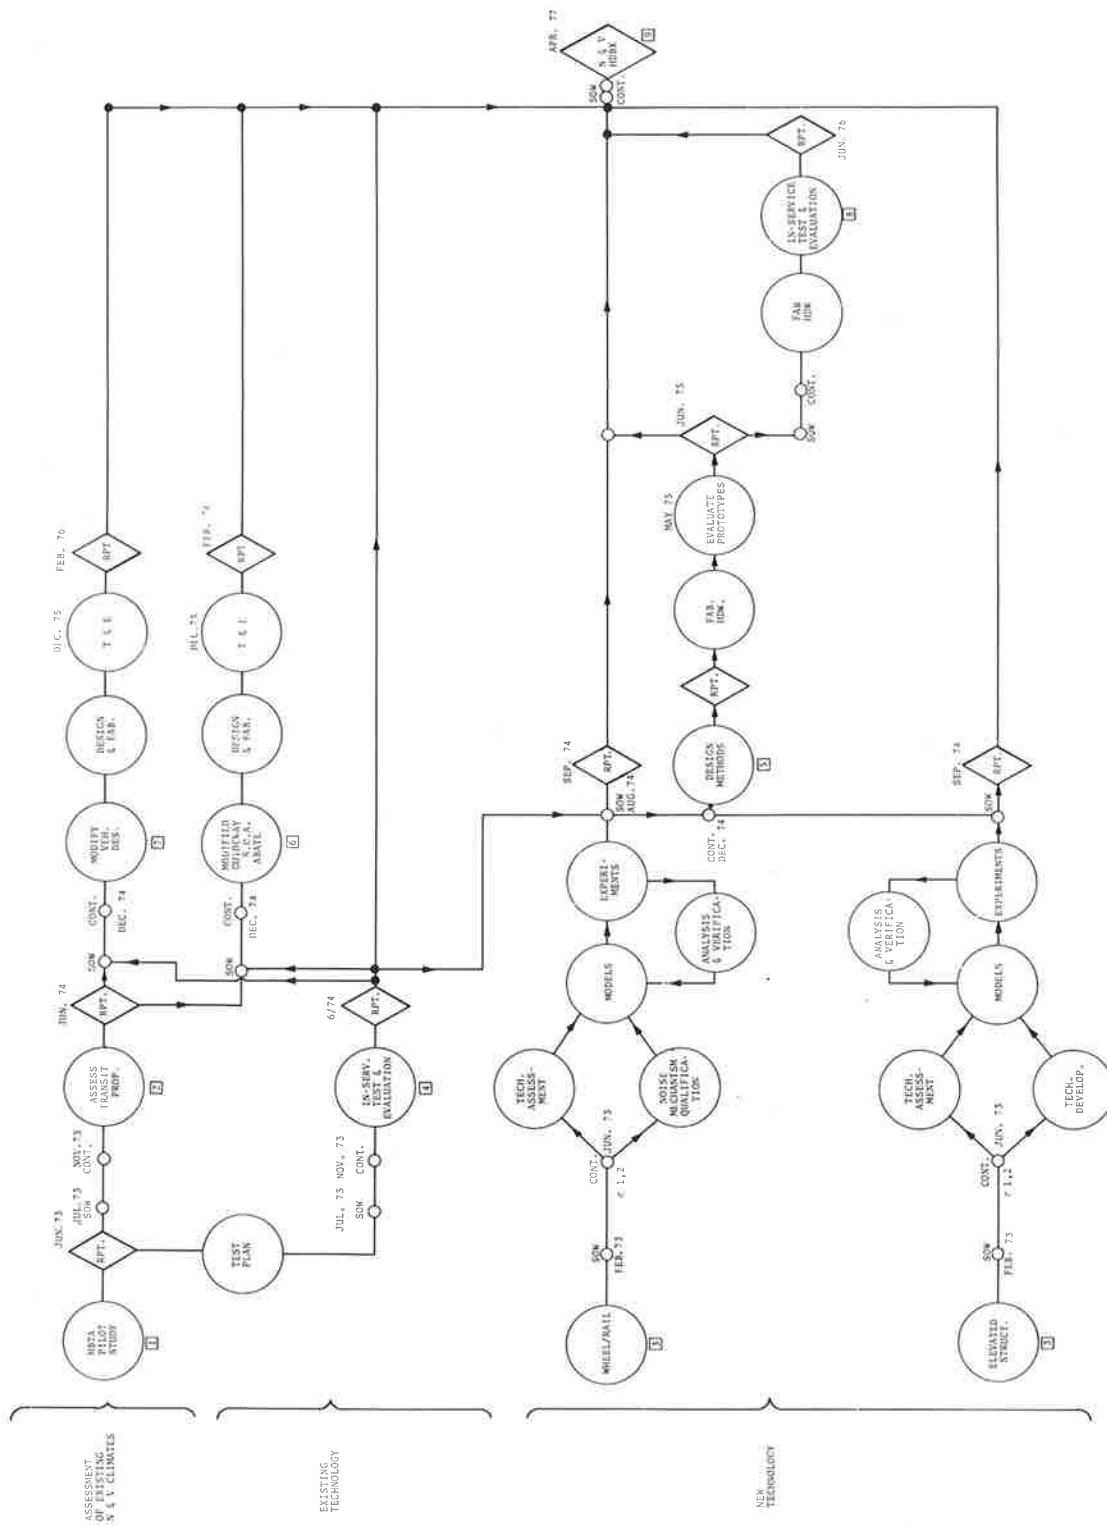 ASSESSMENT
OF EXISTING
N & V CLIMATES
MBTA
PILOT
STUDY
1
JUN. 73
RPT.
JUL. 73
SOW
NOV. 73
CONT.
ASSESS
TRANSIT
PROP.
2
JUN. 74
RPT.
SOW
CONT.
DEC. 74
MODIFY
VEH.
DES.
7
DESIGN
& FAB.
DEC. 75
T & E
FEB. 76
RPT
EXISTING
TECHNOLOGY
TEST
PLAN
SOW
CONT.
DEC. 74
MODIFIED
GUIDEWAY
ABATE
6
DESIGN
& FAB.
DEC. 75
T & E
RPT
JUL. 73
SOW
NOV. 73
CONT.
IN-SERV.
TEST &
EVALUATION
4
6/74
RPT.
NEW
TECHNOLOGY
WHEEL/RAIL
3
SOW
FEB. 73
CONT.
1,2
JUN. 73
TECH.
ASSESS-
MENT
NOISE
MECHANISM
QUALIFICA-
TION
MODELS
EXPERI-
MENTS
ANALYSIS
& VERIFICA-
TION
SOW
AUG. 74
SEP. 74
RPT.
CONT.
DEC. 74
DESIGN
METHODS
5
RPT.
FAB.
HDW.
MAY 75
EVALUATE
PROTOTYPES
JUN. 75
RPT.
SOW
CONT.
FAB
HDW
IN-SERVICE
TEST &
EVALUATION
8
JUN. 76
RPT.
SOW
CONT.
APR. 77
N & V
HDBK
9
ELEVATED
STRUCT.
3
SOW
FEB. 73
CONT.
1,2
JUN. 73
TECH.
ASSESS-
MENT
TECH.
DEVELOP.
MODELS
ANALYSIS
& VERIFICA-
TION
EXPERIMENTS
SOW
SEP. 74
RPT.